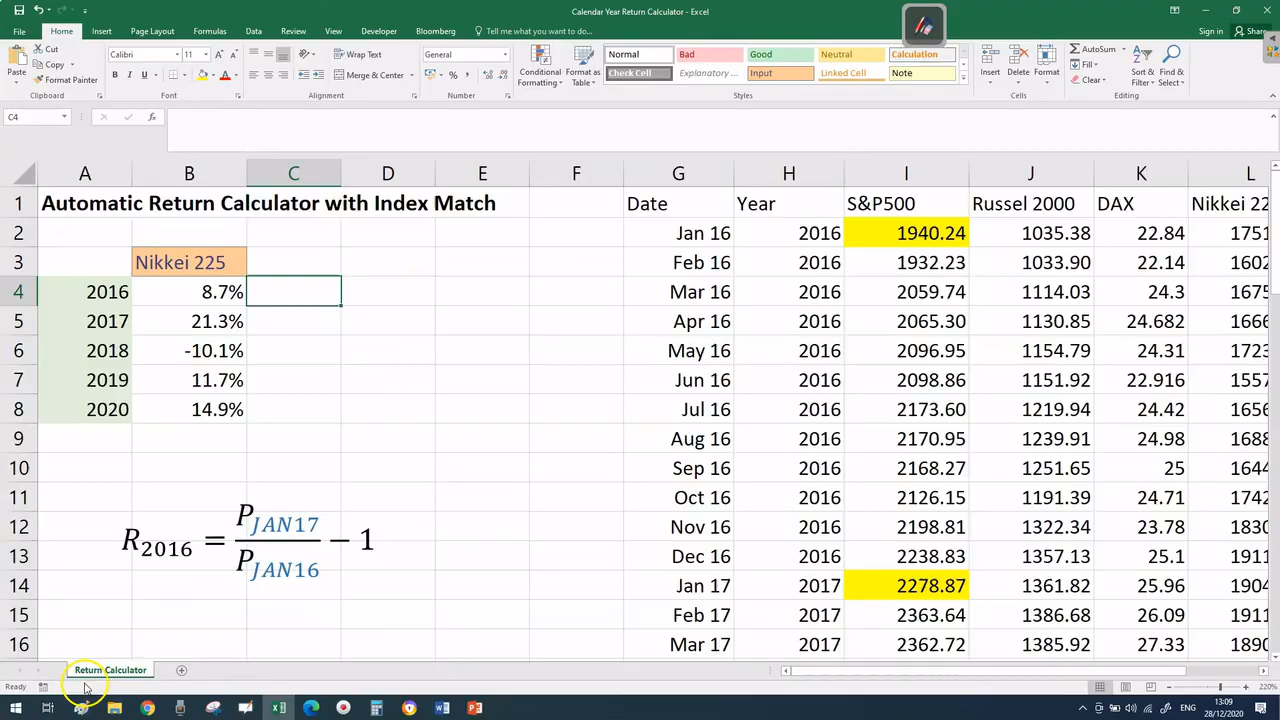 Calendar Year Return Calculator - Excel
File Home Insert Page Layout Formulas Data Review View Developer Bloomberg Tell me what you want to do... Sign in Share
Cut
Copy
Format Painter
Paste
Clipboard
Calibri 11
B I U
Font
Wrap Text
Merge & Center
Alignment
General
Number
Conditional Formatting
Format as Table
Normal Bad Good Neutral Calculation
Check Cell Explanatory ... Input Linked Cell Note
Styles
Insert Delete Format
Cells
AutoSum
Fill
Clear
Sort & Filter
Find & Select
Editing
C4 fx
A B C D E F G H I J K L
1 Automatic Return Calculator with Index Match Date Year S&P500 Russel 2000 DAX Nikkei 22
2 Jan 16 2016 1940.24 1035.38 22.84 1751
3 Nikkei 225 Feb 16 2016 1932.23 1033.90 22.14 1602
4 2016 8.7% Mar 16 2016 2059.74 1114.03 24.3 1675
5 2017 21.3% Apr 16 2016 2065.30 1130.85 24.682 1666
6 2018 -10.1% May 16 2016 2096.95 1154.79 24.31 1723
7 2019 11.7% Jun 16 2016 2098.86 1151.92 22.916 1557
8 2020 14.9% Jul 16 2016 2173.60 1219.94 24.42 1656
9 Aug 16 2016 2170.95 1239.91 24.98 1688
10 Sep 16 2016 2168.27 1251.65 25 1644
11 Oct 16 2016 2126.15 1191.39 24.71 1742
12 Nov 16 2016 2198.81 1322.34 23.78 1830
13 Dec 16 2016 2238.83 1357.13 25.1 1911
14 Jan 17 2017 2278.87 1361.82 25.96 1904
15 Feb 17 2017 2363.64 1386.68 26.09 1911
16 Mar 17 2017 2362.72 1385.92 27.33 1890
R2016 = PJAN17 / PJAN16 − 1
Return Calculator
Ready 220%
13:09
28/12/2020